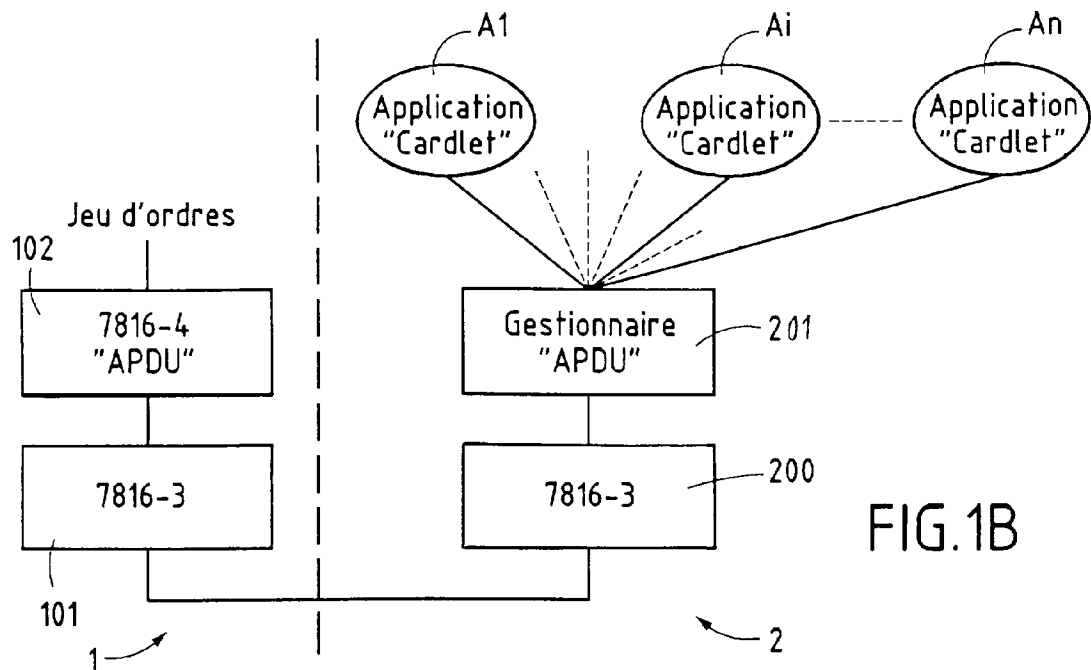 A1
Ai
An
Application
"Cardlet"
Application
"Cardlet"
Application
"Cardlet"
Jeu d'ordres
102
7816-4
"APDU"
Gestionnaire
"APDU"
201
7816-3
101
7816-3
200
FIG.1B
1
2